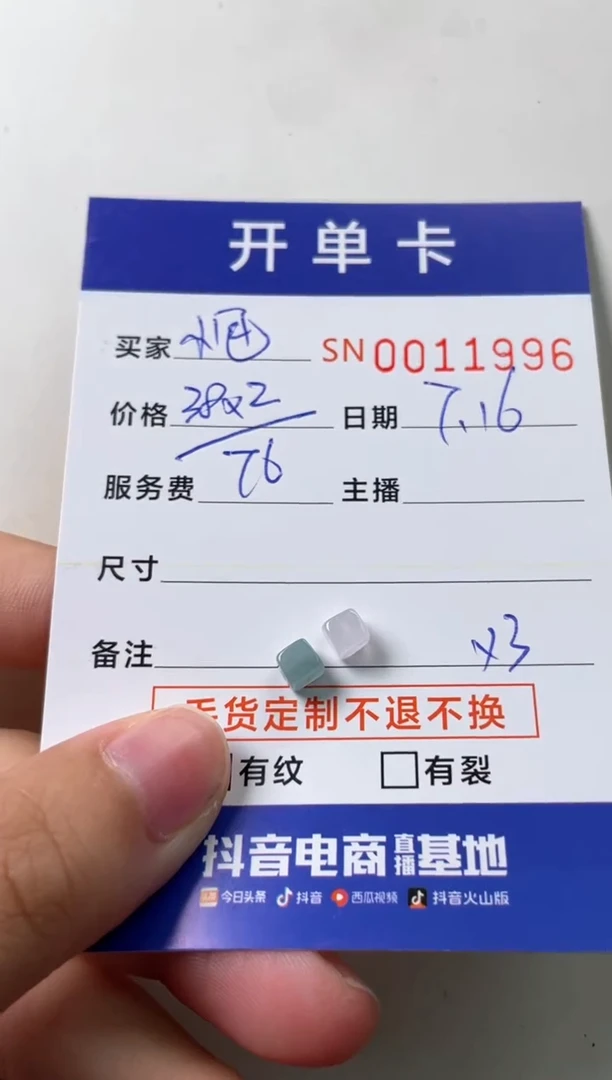 开单卡
买家 SN0011996
价格 38x2 日期 7.16
76
服务费 主播
尺寸
备注 x3
货定制不退不换
有纹 有裂
抖音电商直播基地
今日头条 抖音 西瓜视频 抖音火山版